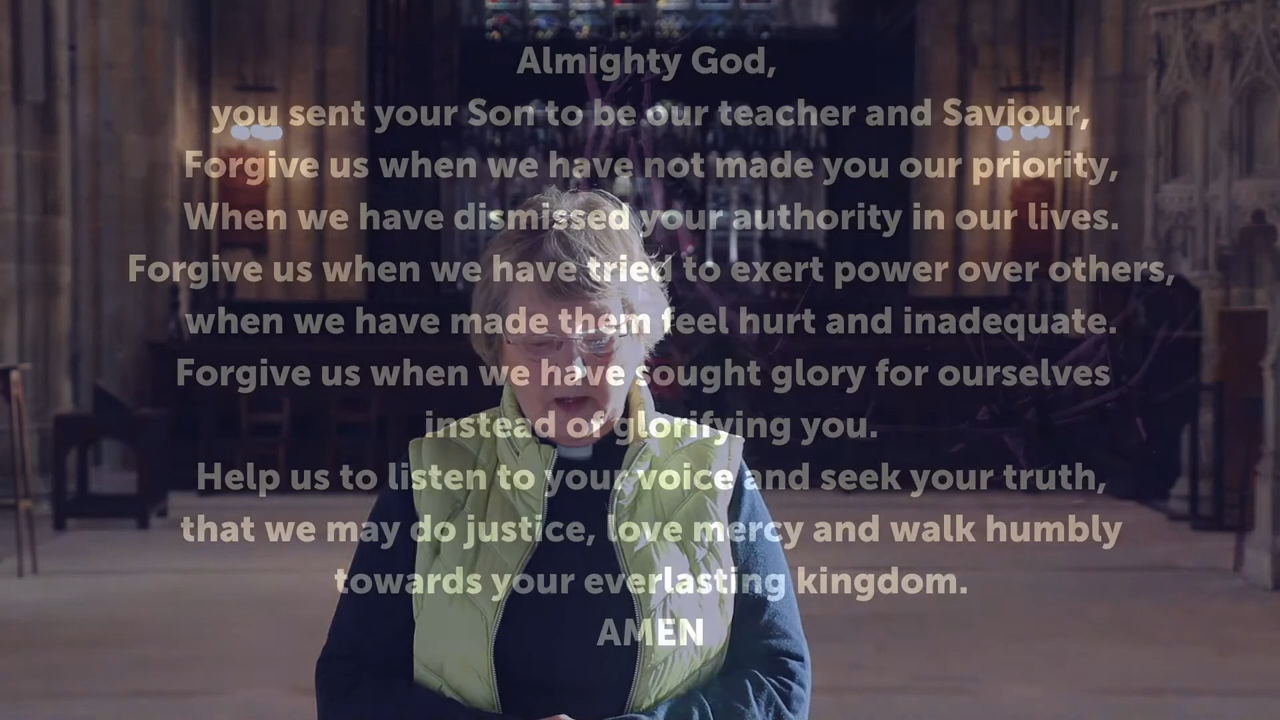 Almighty God,
you sent your Son to be our teacher and Saviour,
Forgive us when we have not made you our priority,
When we have dismissed your authority in our lives.
Forgive us when we have tried to exert power over others,
when we have made them feel hurt and inadequate.
Forgive us when we have sought glory for ourselves
instead of glorifying you.
Help us to listen to your voice and seek your truth,
that we may do justice, love mercy and walk humbly
towards your everlasting kingdom.
AMEN